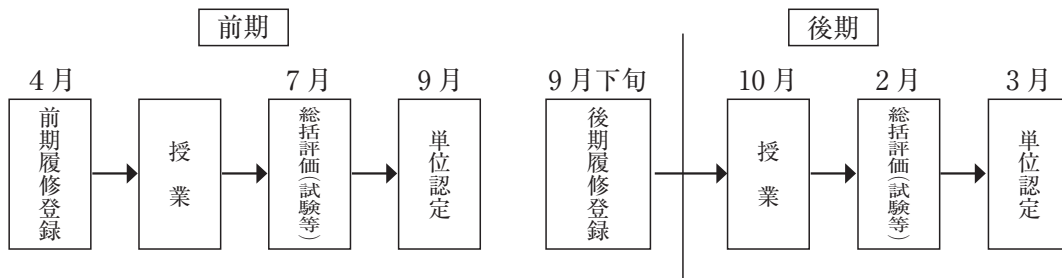 前期
4月
前期履修登録
授業
7月
総括評価(試験等)
9月
単位認定
9月下旬
後期履修登録
後期
10月
授業
2月
総括評価(試験等)
3月
単位認定